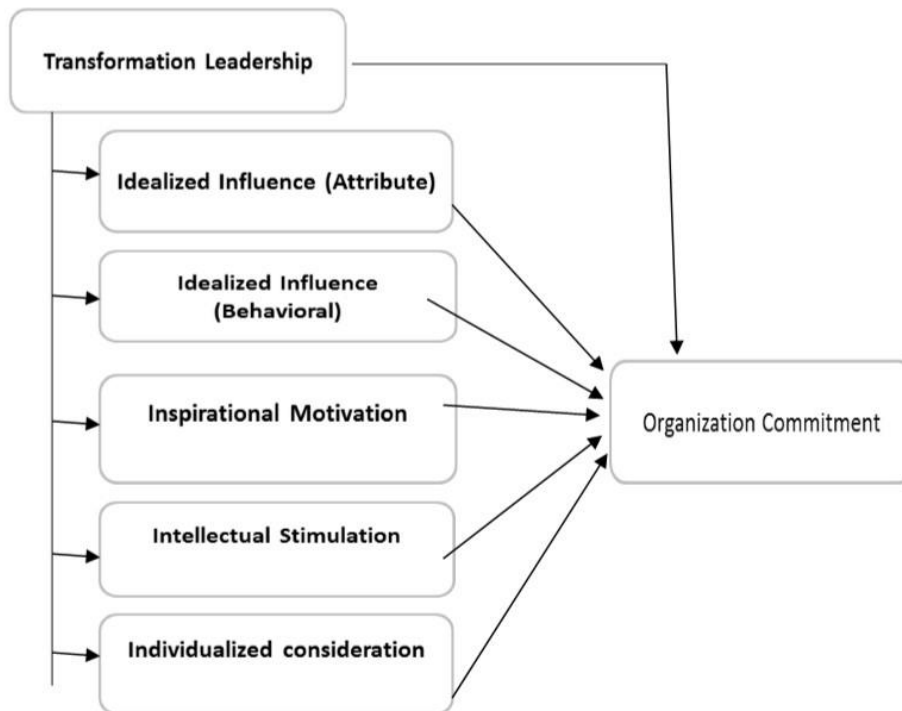 Transformation Leadership
Idealized Influence (Attribute)
Idealized Influence
(Behavioral)
Inspirational Motivation
Organization Commitment
Intellectual Stimulation
Individualized consideration